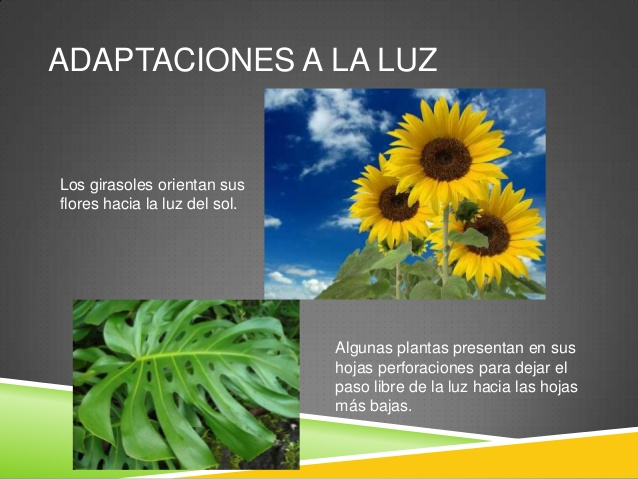 ADAPTACIONES A LA LUZ
Los girasoles orientan sus
flores hacia la luz del sol.
Algunas plantas presentan en sus
hojas perforaciones para dejar el
paso libre de la luz hacia las hojas
más bajas.